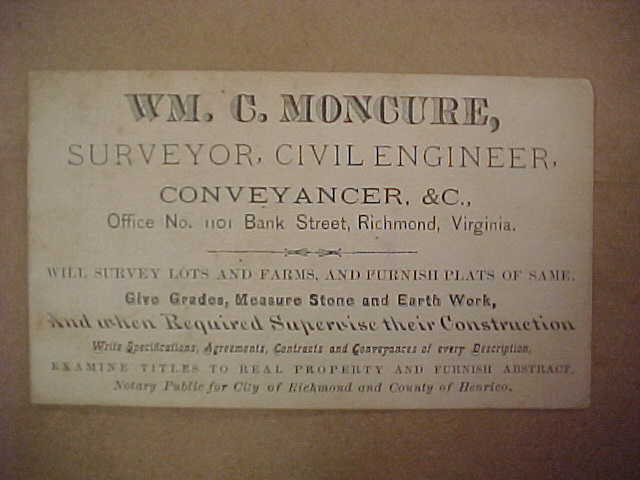 WM. C. MONCURE,
SURVEYOR, CIVIL ENGINEER,
CONVEYANCER, &C.,
Office No. 1101 Bank Street, Richmond, Virginia.
WILL SURVEY LOTS AND FARMS, AND FURNISH PLATS OF SAME.
Give Grades, Measure Stone and Earth Work,
And when Required Supervise their Construction
Write Specifications, Agreements, Contracts and Conveyances of every Description,
EXAMINE TITLES TO REAL PROPERTY AND FURNISH ABSTRACT.
Notary Public for City of Richmond and County of Henrico.